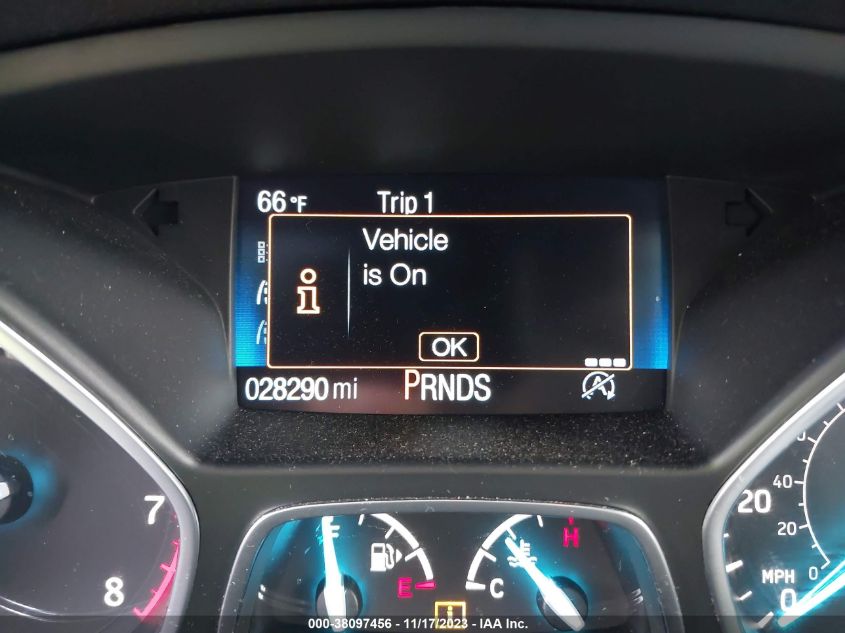 66 °F Trip 1
Vehicle
is On
i
OK
028290 mi PRNDS
A
7
8
F
E
H
C
i
20
0
40
20
0
MPH
000-38097456 - 11/17/2023 - IAA Inc.